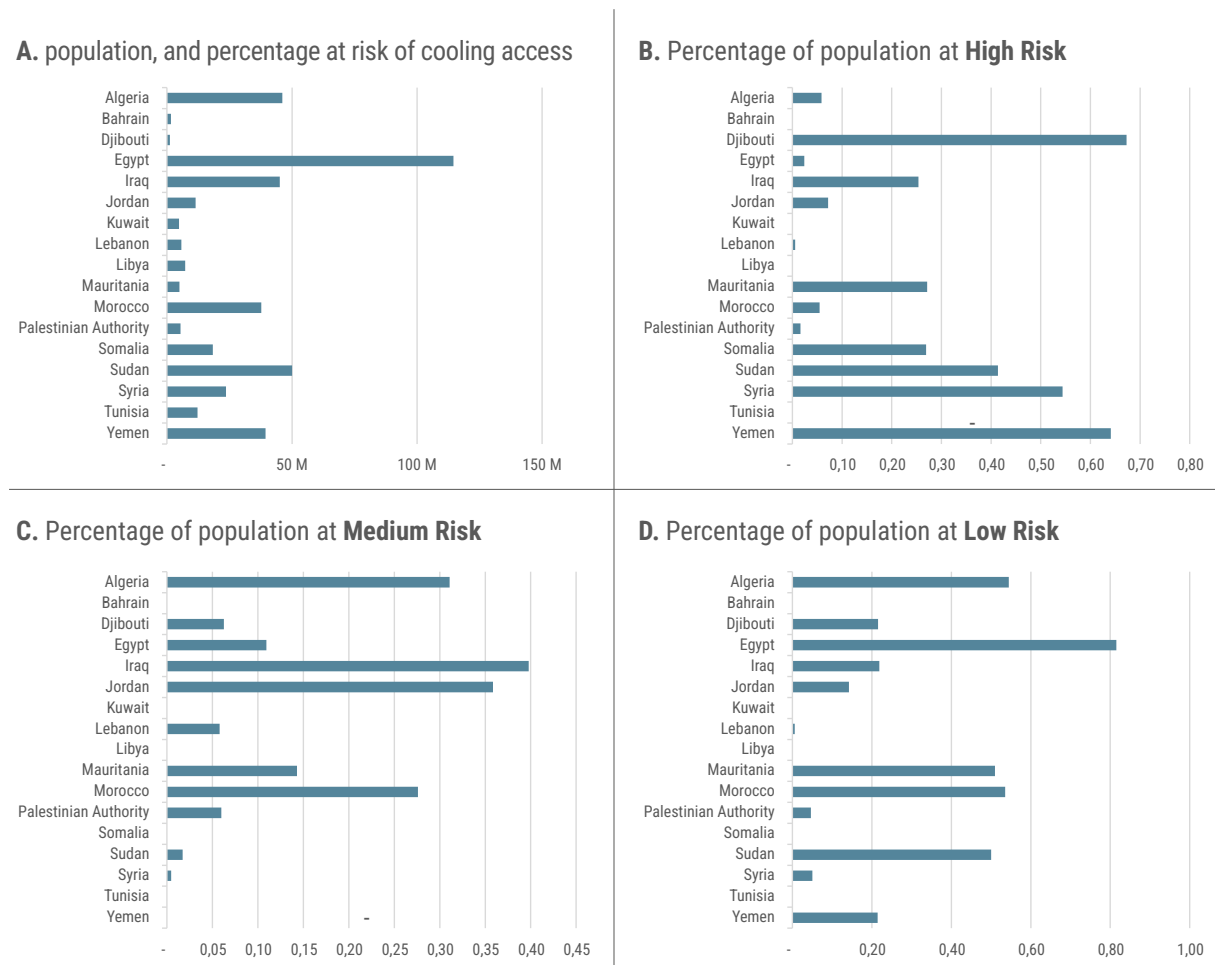 A. population, and percentage at risk of cooling access
Algeria
Bahrain
Djibouti
Egypt
Iraq
Jordan
Kuwait
Lebanon
Libya
Mauritania
Morocco
Palestinian Authority
Somalia
Sudan
Syria
Tunisia
Yemen
- 50 M 100 M 150 M
B. Percentage of population at High Risk
Algeria
Bahrain
Djibouti
Egypt
Iraq
Jordan
Kuwait
Lebanon
Libya
Mauritania
Morocco
Palestinian Authority
Somalia
Sudan
Syria
Tunisia
-
Yemen
- 0,10 0,20 0,30 0,40 0,50 0,60 0,70 0,80
C. Percentage of population at Medium Risk
Algeria
Bahrain
Djibouti
Egypt
Iraq
Jordan
Kuwait
Lebanon
Libya
Mauritania
Morocco
Palestinian Authority
Somalia
Sudan
Syria
Tunisia
Yemen -
- 0,05 0,10 0,15 0,20 0,25 0,30 0,35 0,40 0,45
D. Percentage of population at Low Risk
Algeria
Bahrain
Djibouti
Egypt
Iraq
Jordan
Kuwait
Lebanon
Libya
Mauritania
Morocco
Palestinian Authority
Somalia
Sudan
Syria
Tunisia
Yemen
- 0,20 0,40 0,60 0,80 1,00